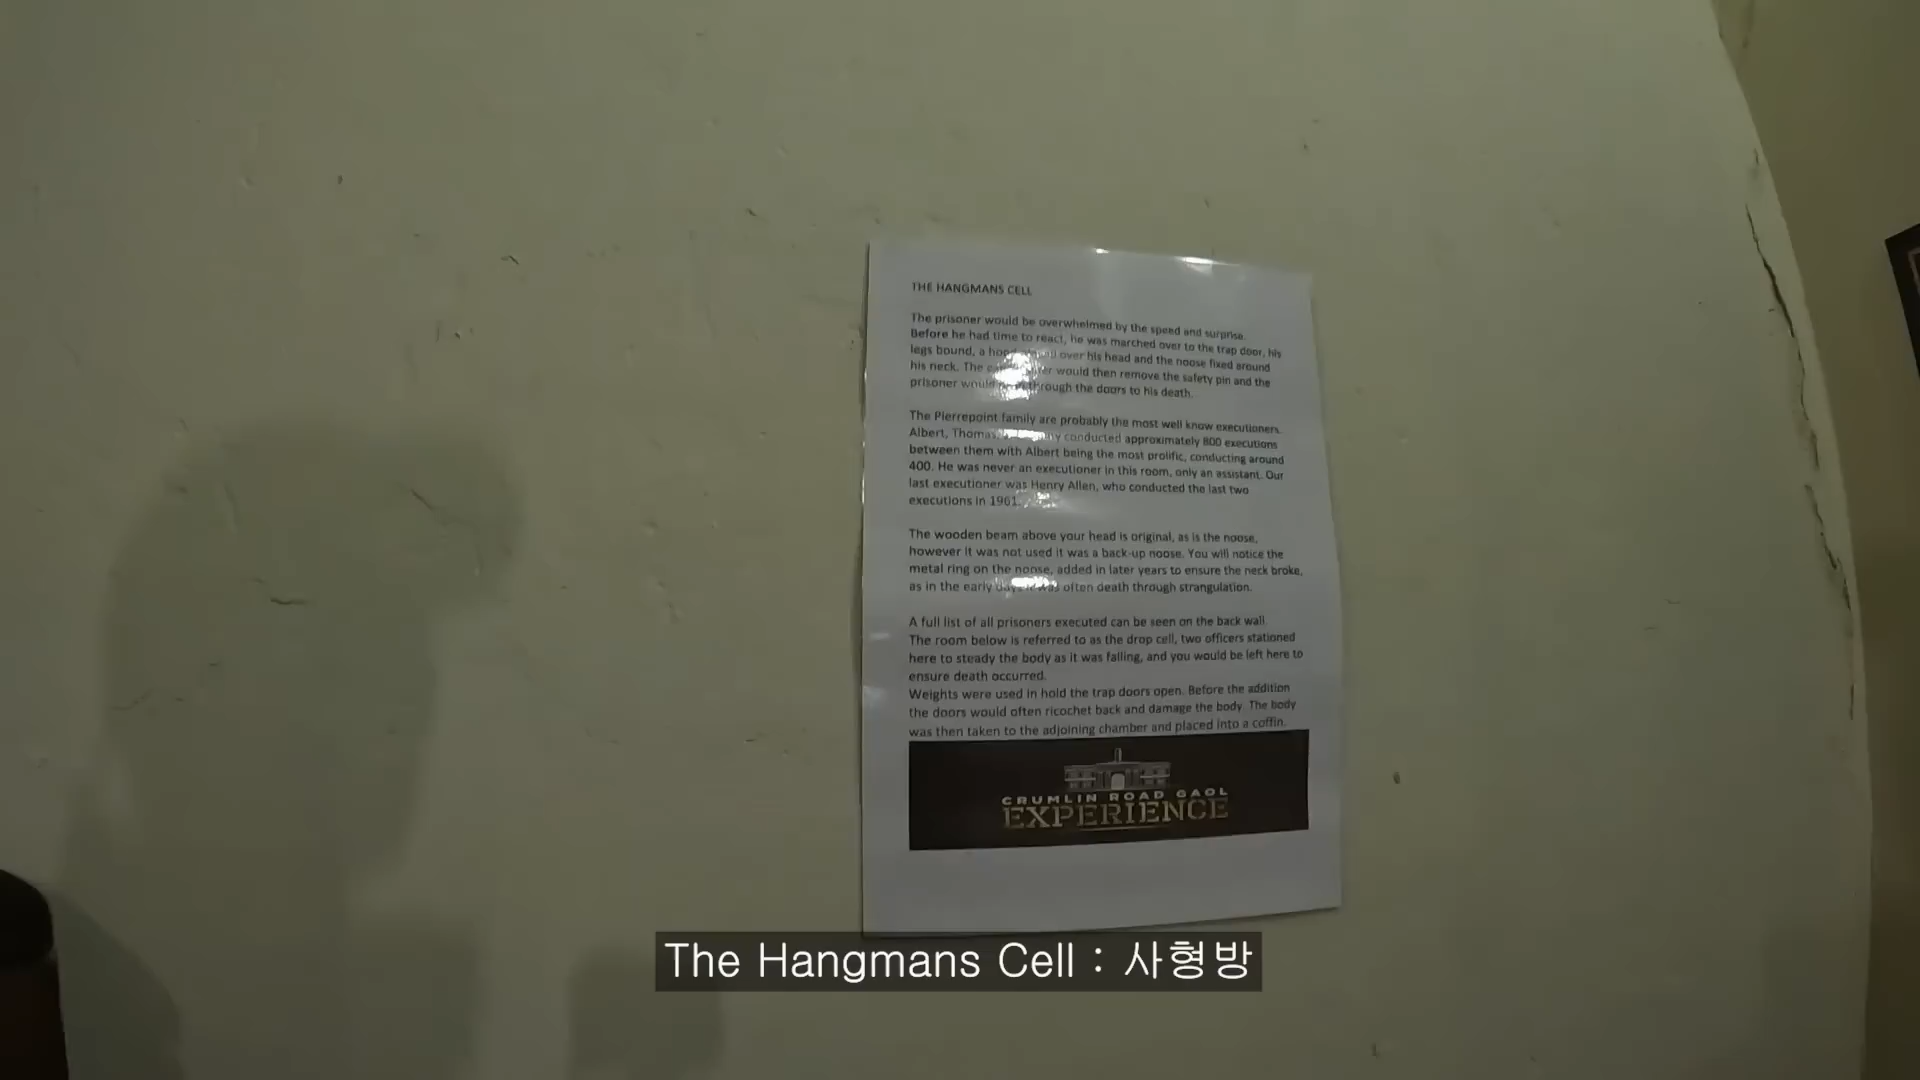 THE HANGMANS CELL
The prisoner would be overwhelmed by the speed and surprise.
Before he had time to react, he was marched over to the trap door, his
legs bound, a over his head and the noose fixed around
his neck. The would then remove the safety pin and the
prisoner would through the doors to his death.
The Pierrepoint family are probably the most well know executioners.
Albert, Thomas, conducted approximately 800 executions
between them with Albert being the most prolific, conducting around
400. He was never an executioner in this room, only an assistant. Our
last executioner was Henry Allen, who conducted the last two
executions in 1961.
The wooden beam above your head is original, as is the noose,
however it was not used it was a back-up noose. You will notice the
metal ring on the noose, added in later years to ensure the neck broke,
as in the early was often death through strangulation.
A full list of all prisoners executed can be seen on the back wall
The room below is referred to as the drop cell, two officers stationed
here to steady the body as it was falling, and you would be left here to
ensure death occurred.
Weights were used in hold the trap doors open. Before the addition
the doors would often ricochet back and damage the body. The body
was then taken to the adjoining chamber and placed into a coffin.
CRUMLIN ROAD GAOL
EXPERIENCE
The Hangmans Cell : 사형방